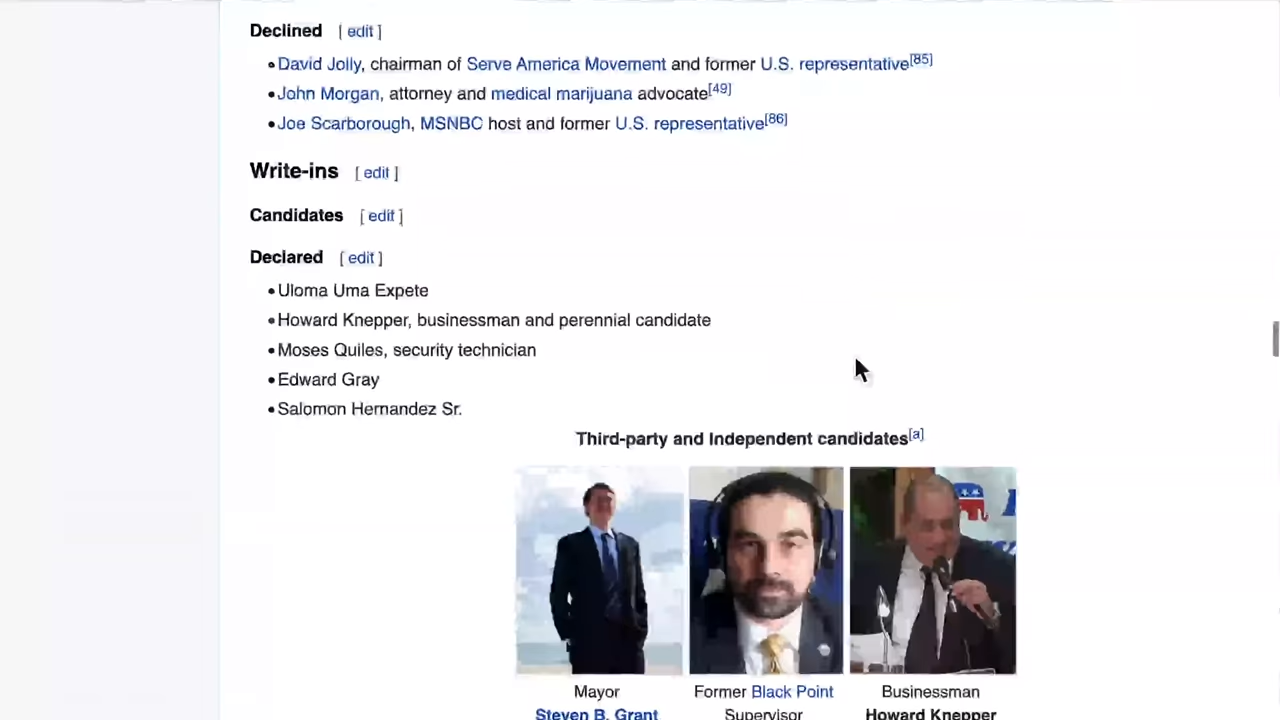 Declined [ edit ]
• David Jolly, chairman of Serve America Movement and former U.S. representative[85]
• John Morgan, attorney and medical marijuana advocate[49]
• Joe Scarborough, MSNBC host and former U.S. representative[86]
Write-ins [ edit ]
Candidates [ edit ]
Declared [ edit ]
• Uloma Uma Expete
• Howard Knepper, businessman and perennial candidate
• Moses Quiles, security technician
• Edward Gray
• Salomon Hernandez Sr.
Third-party and Independent candidates[a]
Mayor Former Black Point Businessman
Steven B. Grant Supervisor Howard Knepper